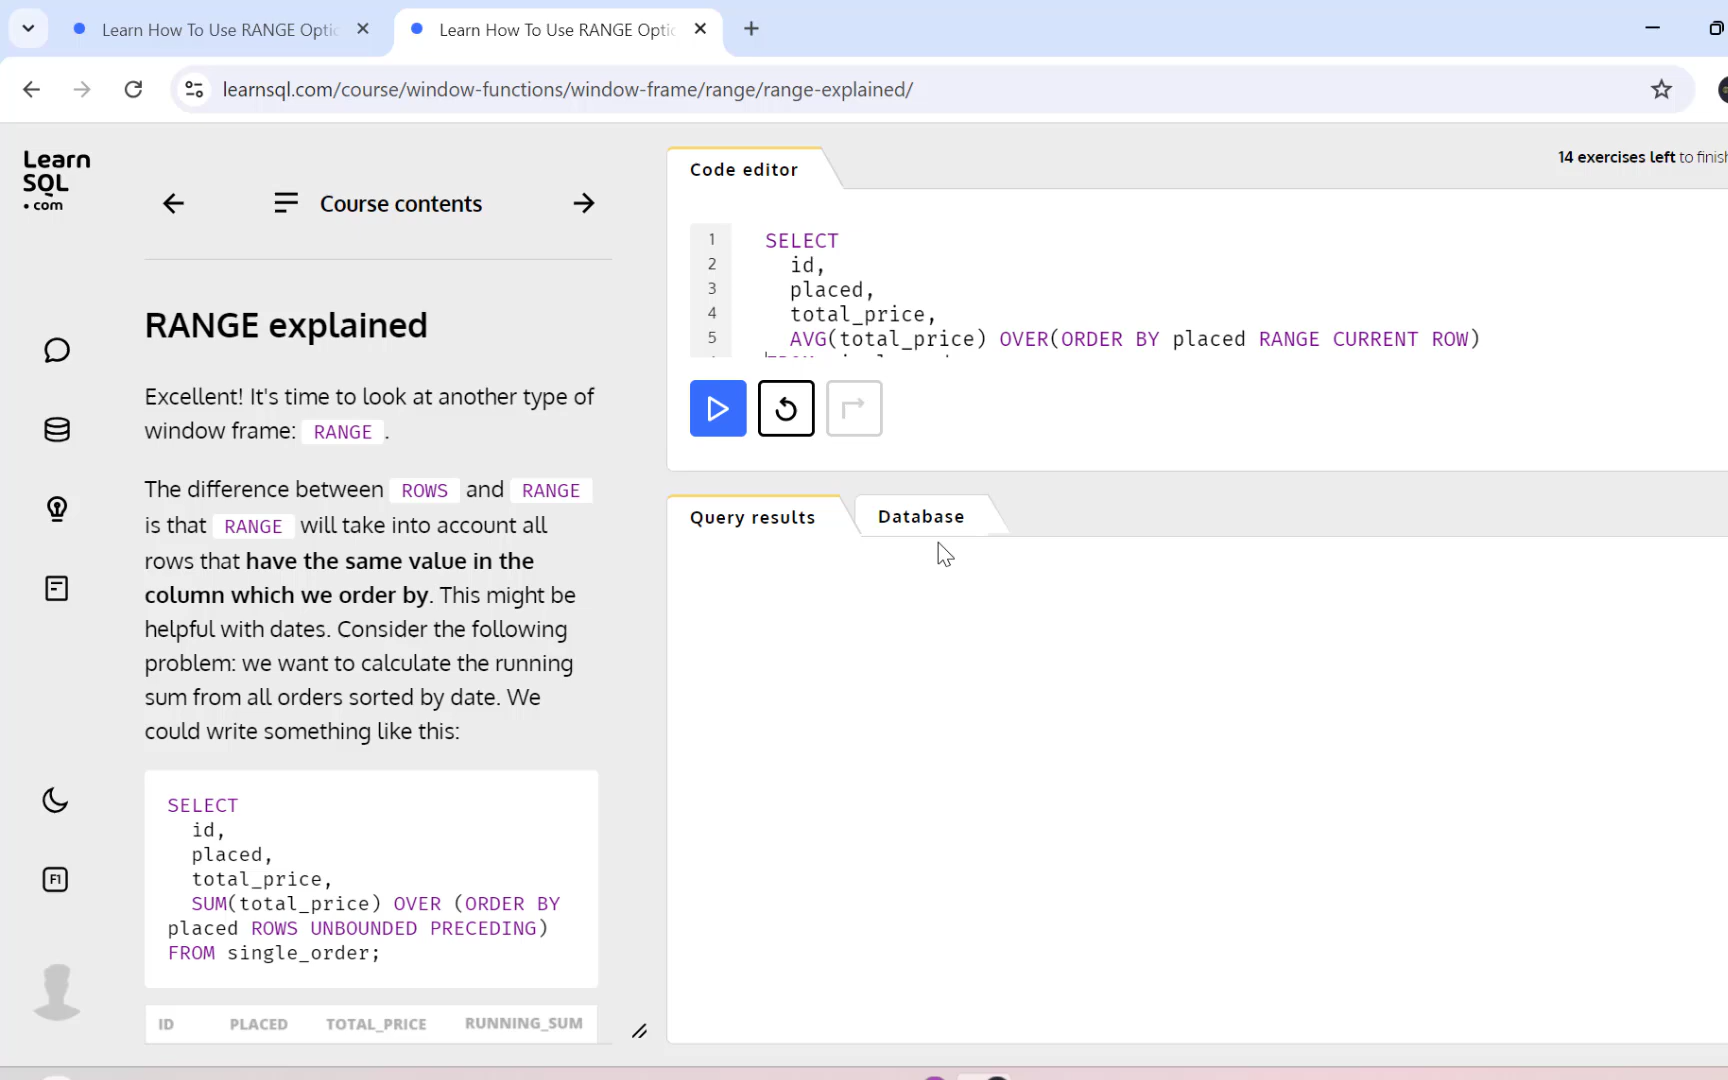 Learn How To Use RANGE Optic
Learn How To Use RANGE Optic
learnsql.com/course/window-functions/window-frame/range/range-explained/
Learn
SQL
.com
Course contents
RANGE explained
Excellent! It's time to look at another type of
window frame: RANGE .
The difference between ROWS and RANGE
is that RANGE will take into account all
rows that have the same value in the
column which we order by. This might be
helpful with dates. Consider the following
problem: we want to calculate the running
sum from all orders sorted by date. We
could write something like this:
SELECT
id,
placed,
total_price,
SUM(total_price) OVER (ORDER BY
placed ROWS UNBOUNDED PRECEDING)
FROM single_order;
ID PLACED TOTAL_PRICE RUNNING_SUM
F1
Code editor
14 exercises left to finish
1 SELECT
2 id,
3 placed,
4 total_price,
5 AVG(total_price) OVER(ORDER BY placed RANGE CURRENT ROW)
Query results
Database